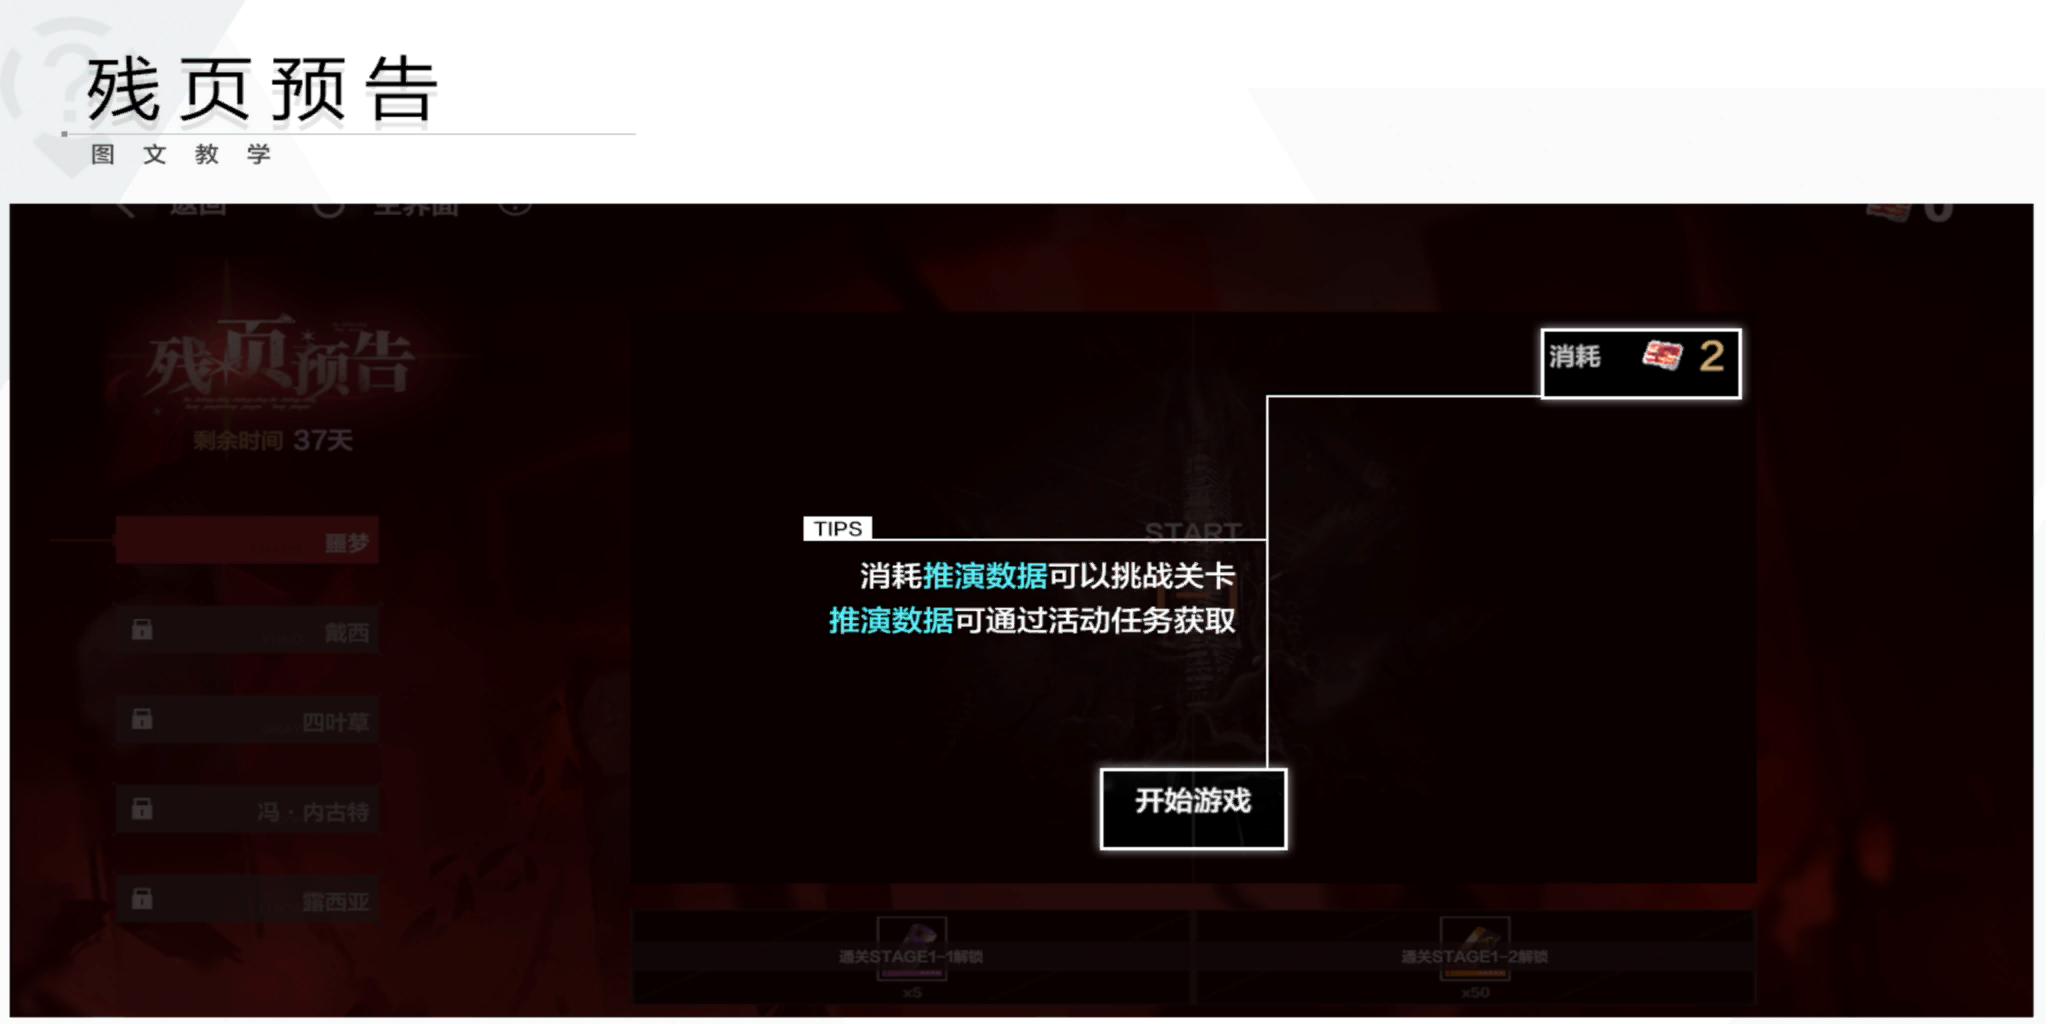 残页预告
图文教学
返回 主界面
0
残页预告
剩余时间 37天
消耗 2
噩梦
戴西
四叶草
冯·内古特
露西亚
START
TIPS
消耗推演数据可以挑战关卡
推演数据可通过活动任务获取
开始游戏
通关STAGE1-1解锁
x5
通关STAGE1-2解锁
x50